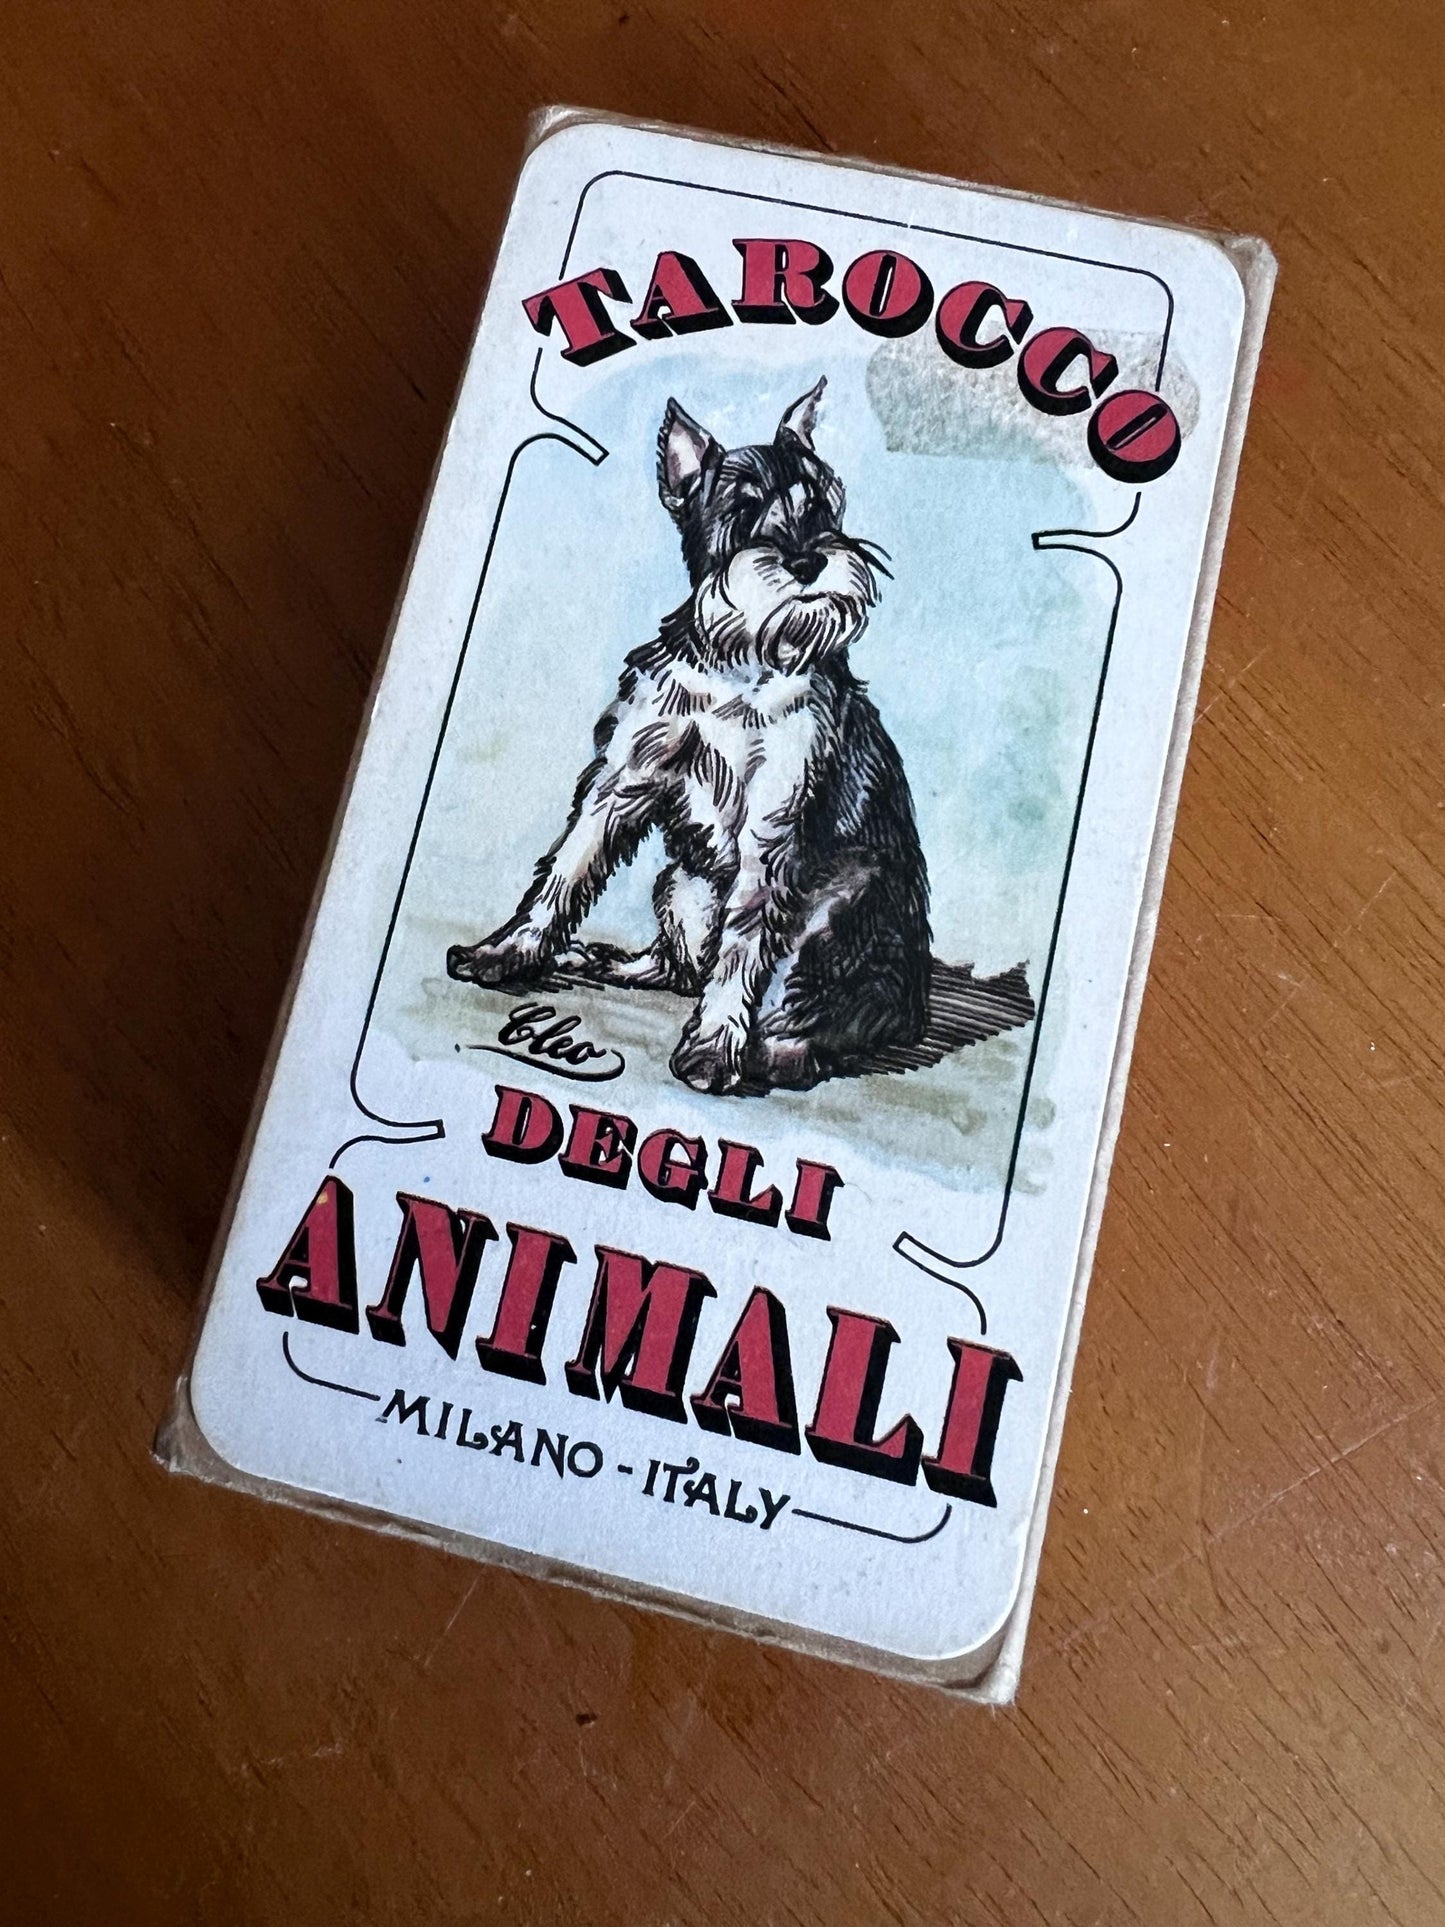 TAROCCO
Cleo
DEGLI
ANIMALI
MILANO - ITALY